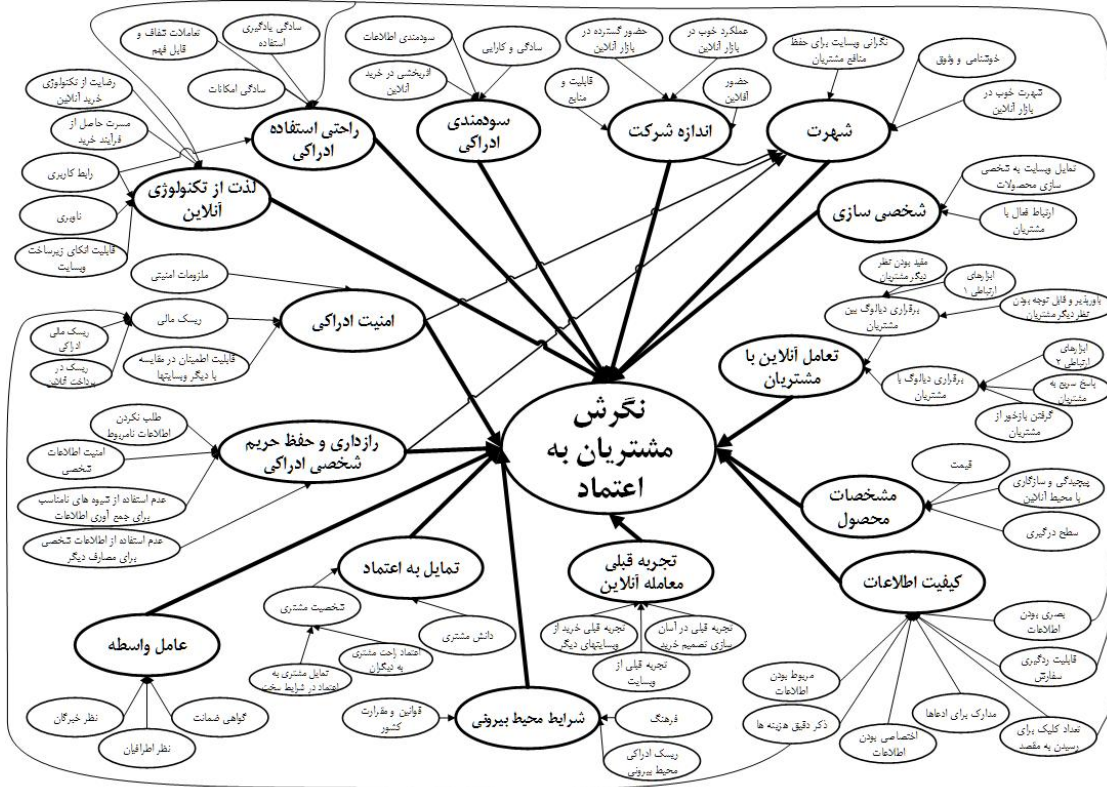 تعاملات شفاف و
قابل فهم
سادگی یادگیری
استفاده
سادگی امکانات
راحتی استفاده
ادراکی
سودمندی اطلاعات
سادگی و کارایی
اثربخشی در خرید
آنلاین
سودمندی
ادراکی
حضور گسترده در
بازار آنلاین
عملکرد خوب در
بازار آنلاین
قابلیت و
منابع
حضور
آفلاین
اندازه شرکت
نگرانی وبسایت برای حفظ
منافع مشتریان
خوشنامی و وثوق
شهرت خوب در
بازار آنلاین
شهرت
رضایت از تکنولوژی
خرید آنلاین
مسرت حاصل از
فرآیند خرید
رابط کاربری
ناوبری
قابلیت اتکای زیرساخت
وبسایت
لذت از تکنولوژی
آنلاین
تمایل وبسایت به شخصی
سازی محصولات
ارتباط فعال با
مشتریان
شخصی سازی
ملزومات امنیتی
ریسک مالی
ریسک مالی
ادراکی
ریسک در
پرداخت آنلاین
قابلیت اطمینان در مقایسه
با دیگر وبسایتها
امنیت ادراکی
مفید بودن نظر
دیگر مشتریان
ابزارهای
ارتباطی ۱
باورپذیر و قابل توجه بودن
نظر دیگر مشتریان
برقراری دیالوگ بین
مشتریان
ابزارهای
ارتباطی ۲
پاسخ سریع به
مشتریان
گرفتن بازخور از
مشتریان
برقراری دیالوگ با
مشتریان
تعامل آنلاین با
مشتریان
نگرش
مشتریان به
اعتماد
طلب نکردن
اطلاعات نامربوط
امنیت اطلاعات
شخصی
عدم استفاده از شیوه های نامناسب
برای جمع آوری اطلاعات
عدم استفاده از اطلاعات شخصی
برای مصارف دیگر
رازداری و حفظ حریم
شخصی ادراکی
قیمت
پیچیدگی و سازگاری
با محیط آنلاین
سطح درگیری
مشخصات
محصول
تمایل به اعتماد
شخصیت مشتری
دانش مشتری
اعتماد راحت مشتری
به دیگران
تمایل مشتری به
اعتماد در شرایط سخت
تجربه قبلی
معامله آنلاین
تجربه قبلی خرید از
وبسایتهای دیگر
تجربه قبلی در آسان
سازی تصمیم خرید
تجربه قبلی از
وبسایت
کیفیت اطلاعات
بصری بودن
اطلاعات
قابلیت ردگیری
سفارش
تعداد کلیک برای
رسیدن به مقصد
مدارک برای ادعاها
اختصاصی بودن
اطلاعات
مربوط بودن
اطلاعات
ذکر دقیق هزینه ها
عامل واسطه
نظر خبرگان
نظر اطرافیان
گواهی ضمانت
شرایط محیط بیرونی
قوانین و مقرارت
کشور
فرهنگ
ریسک ادراکی
محیط بیرونی